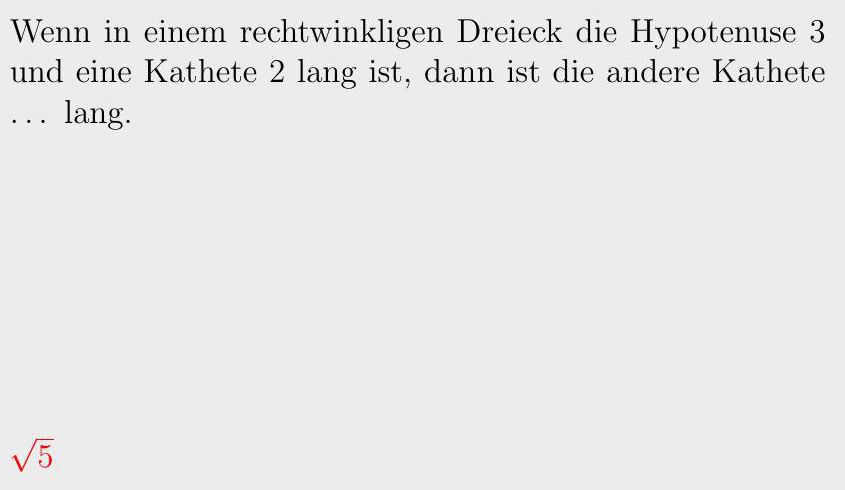 Wenn in einem rechtwinkligen Dreieck die Hypotenuse 3
und eine Kathete 2 lang ist, dann ist die andere Kathete
... lang.
√5